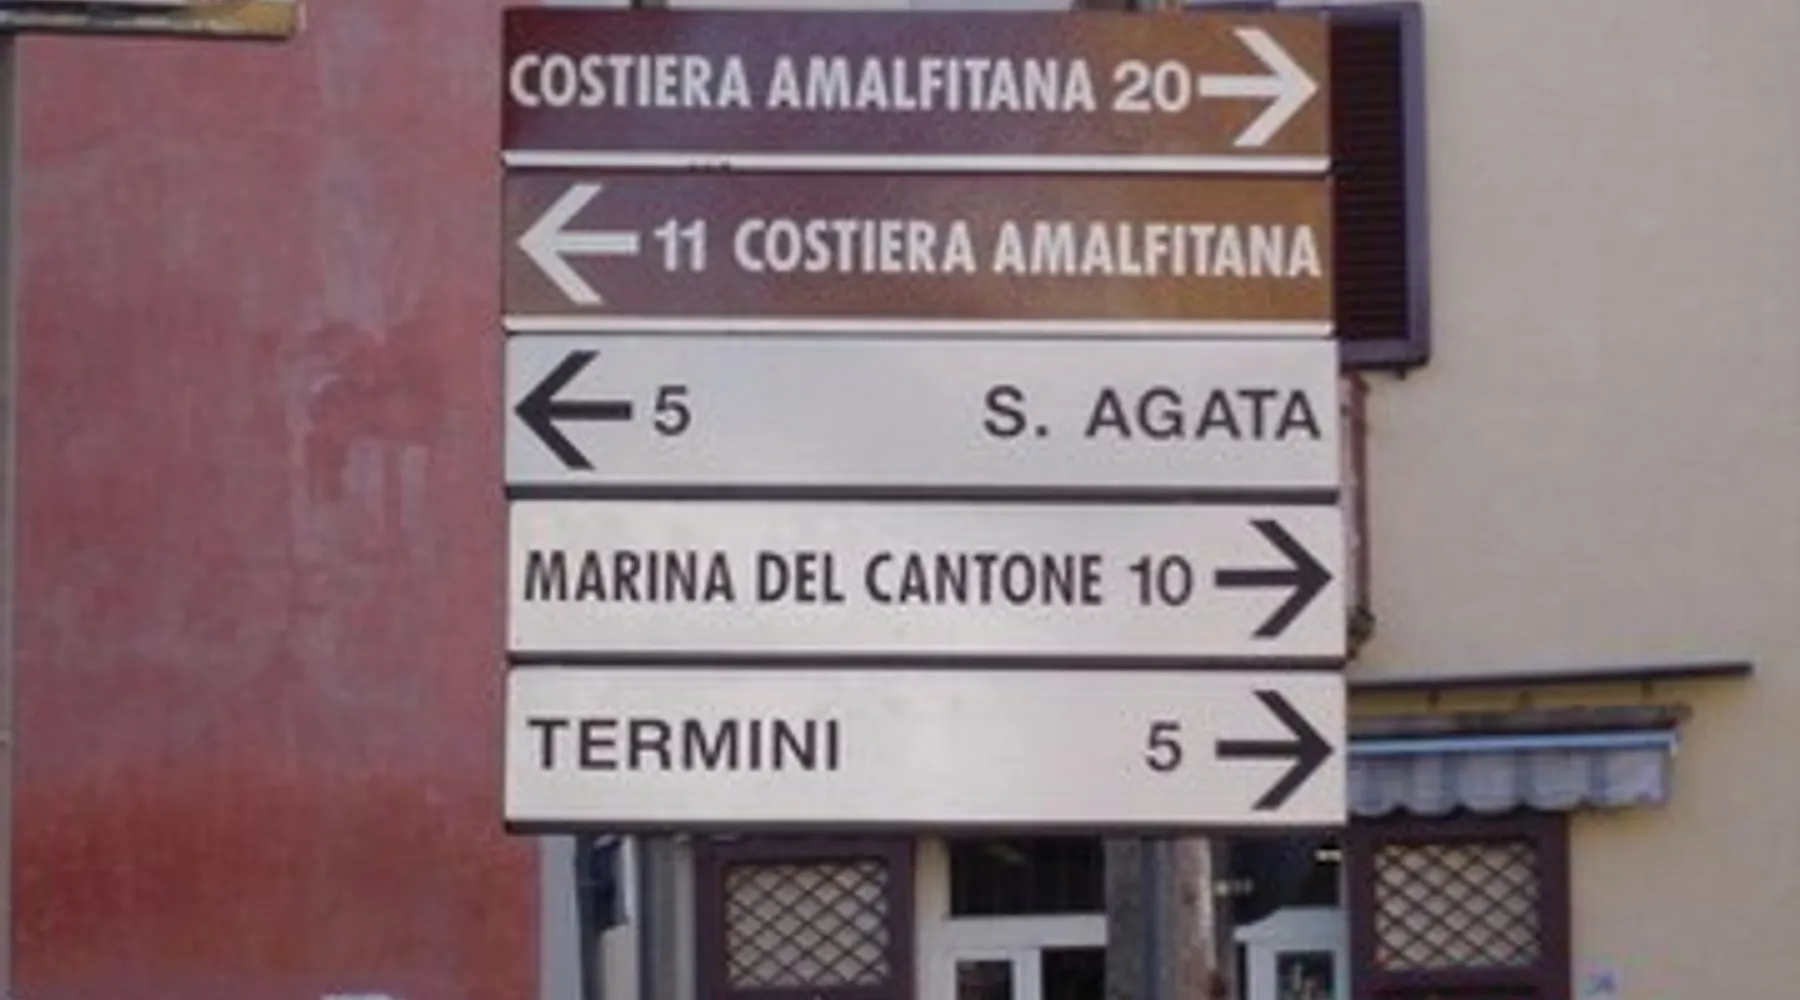 COSTIERA AMALFITANA 20
11 COSTIERA AMALFITANA
5 S. AGATA
MARINA DEL CANTONE 10
TERMINI 5